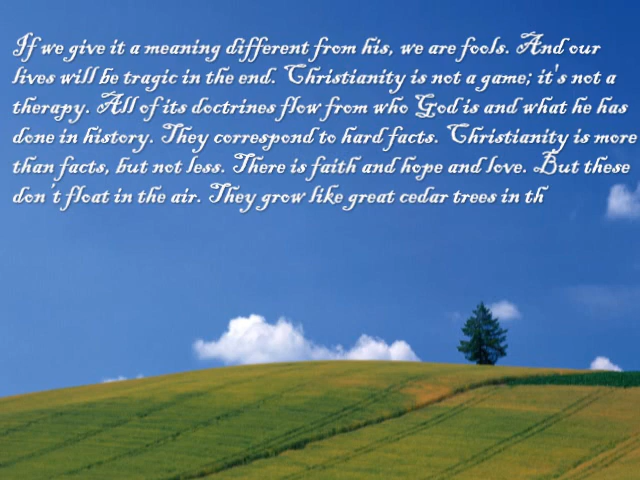 If we give it a meaning different from his, we are fools. And our
lives will be tragic in the end. Christianity is not a game; it's not a
therapy. All of its doctrines flow from who God is and what he has
done in history. They correspond to hard facts. Christianity is more
than facts, but not less. There is faith and hope and love. But these
don't float in the air. They grow like great cedar trees in th